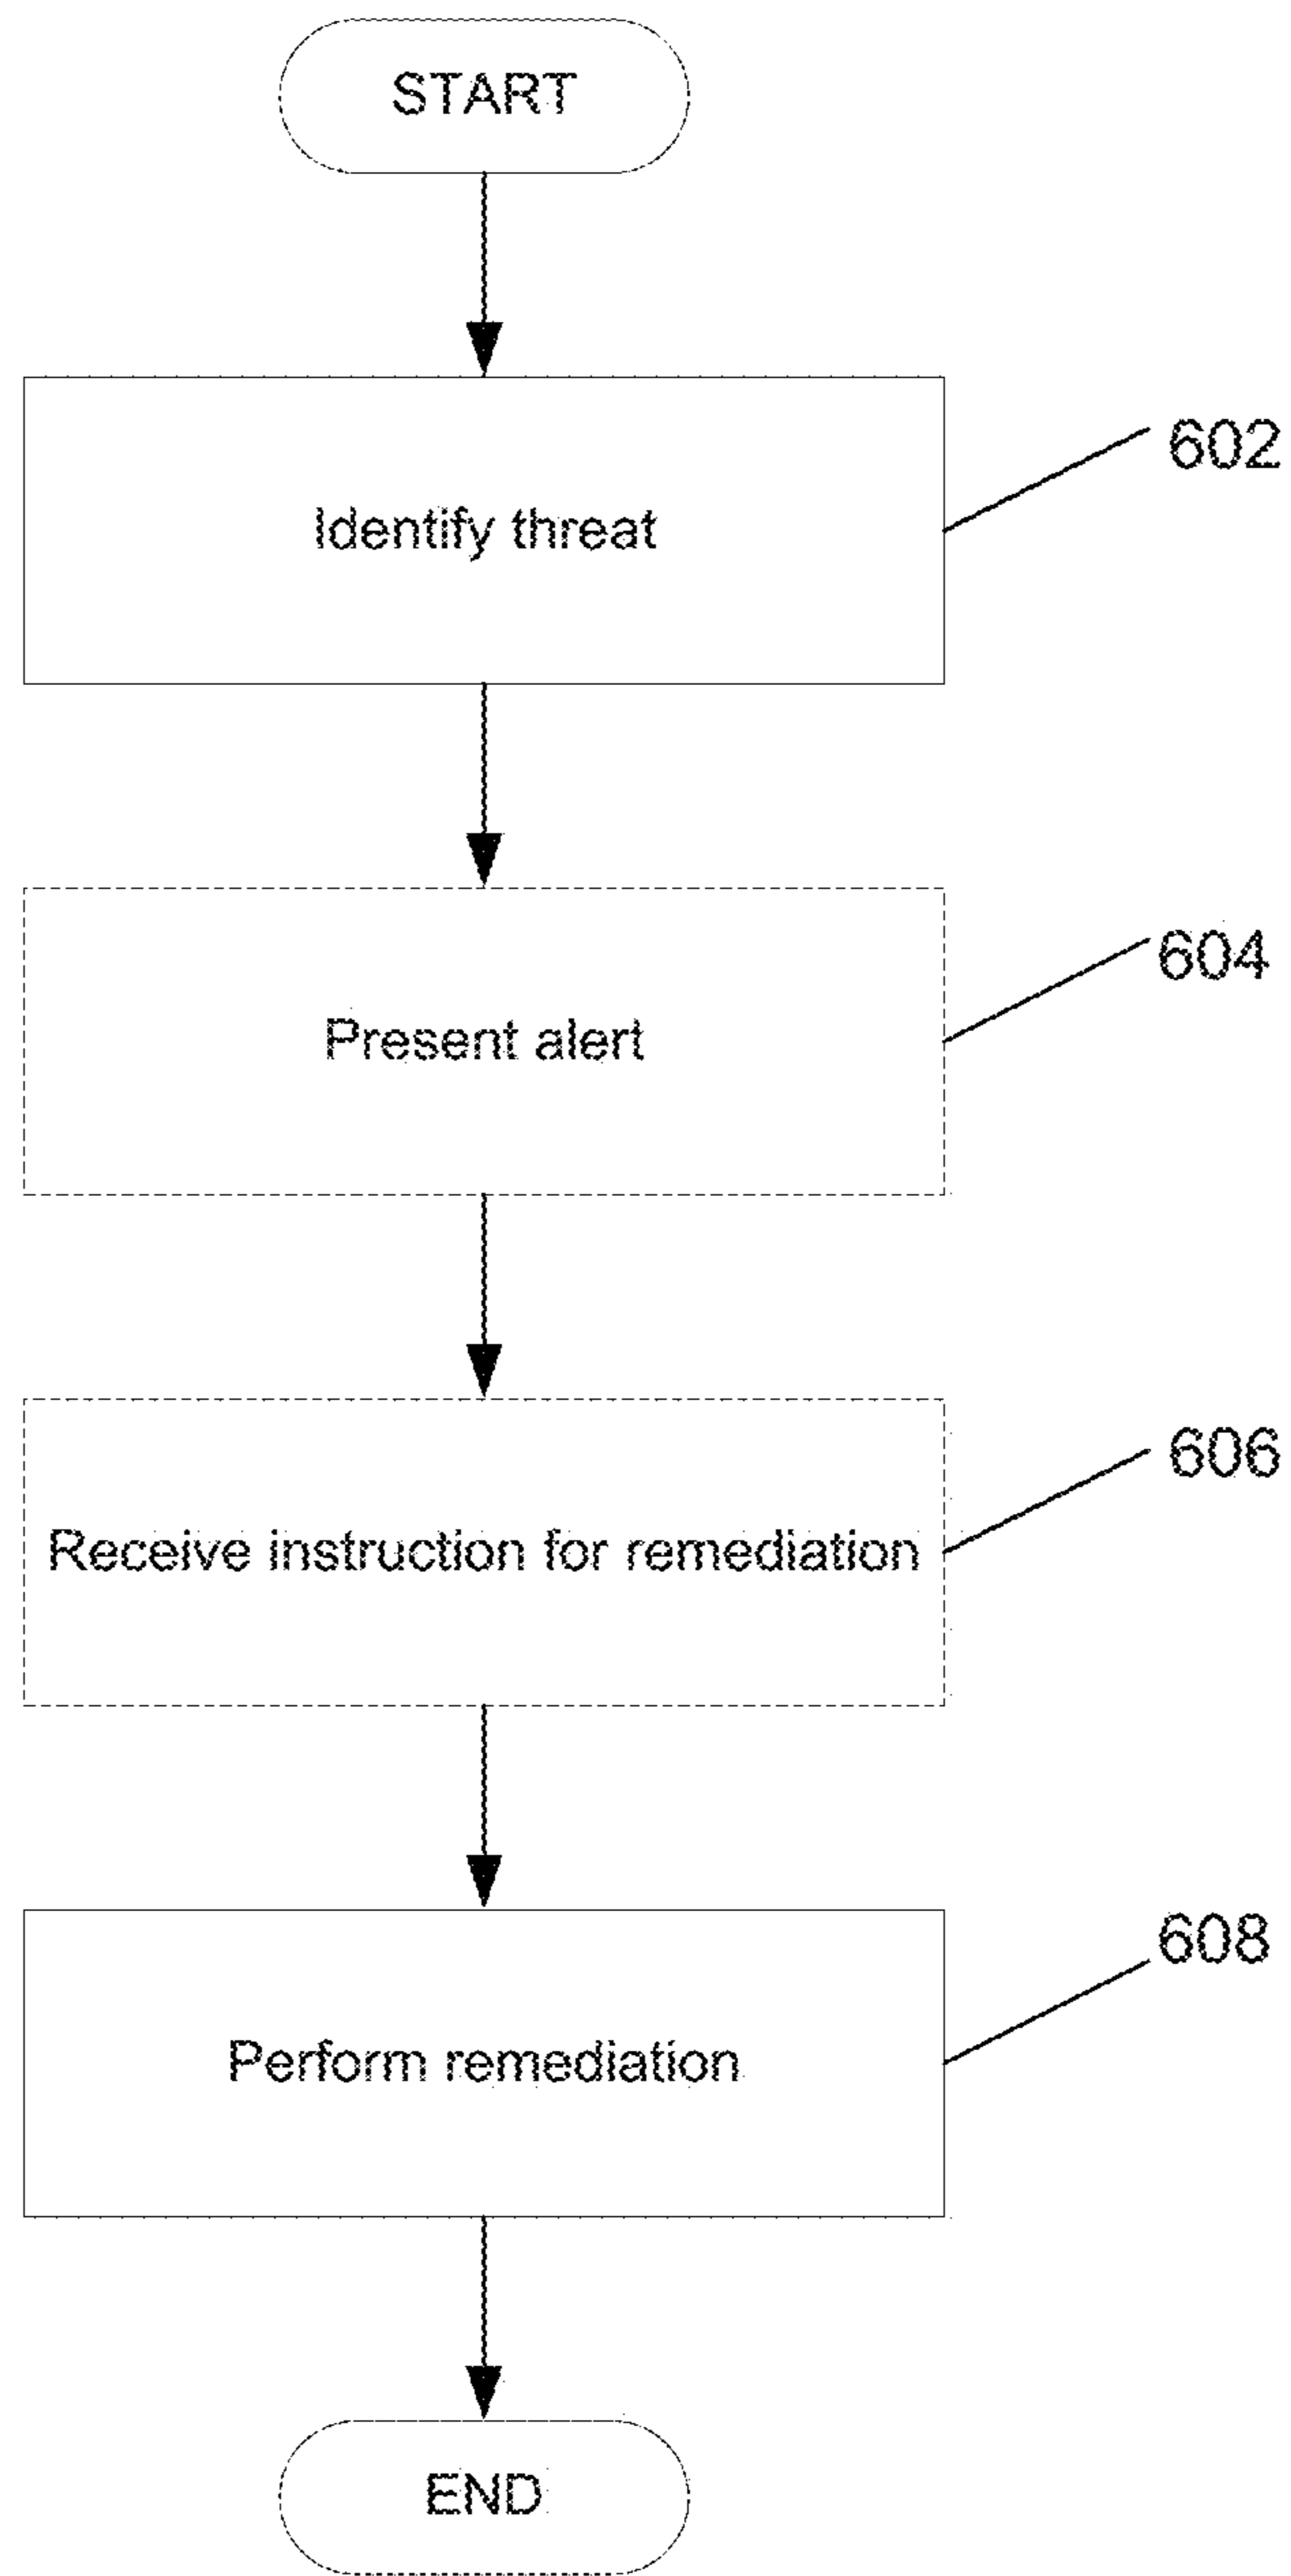 START
Identify threat
602
Present alert
604
Receive instruction for remediation
606
Perform remediation
608
END